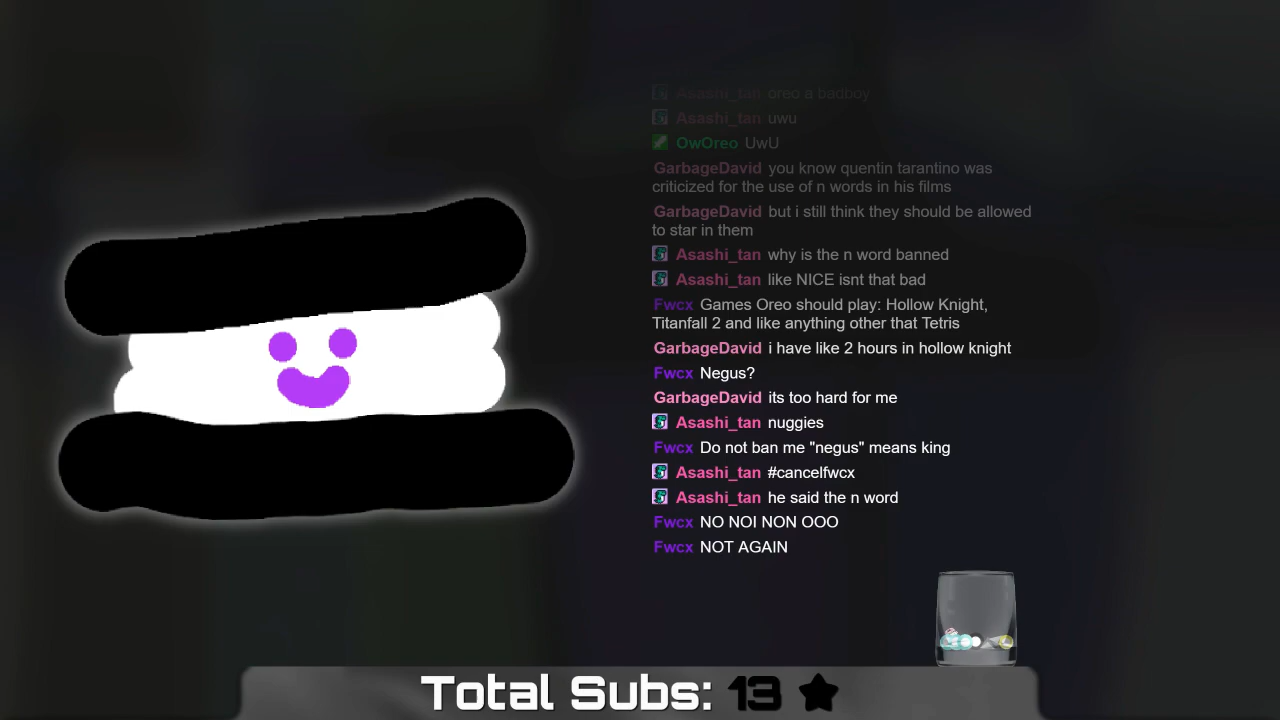 Asashi_tan oreo a badboy
Asashi_tan uwu
OwOreo UwU
GarbageDavid you know quentin tarantino was
criticized for the use of n words in his films
GarbageDavid but i still think they should be allowed
to star in them
Asashi_tan why is the n word banned
Asashi_tan like NICE isnt that bad
Fwcx Games Oreo should play: Hollow Knight,
Titanfall 2 and like anything other that Tetris
GarbageDavid i have like 2 hours in hollow knight
Fwcx Negus?
GarbageDavid its too hard for me
Asashi_tan nuggies
Fwcx Do not ban me "negus" means king
Asashi_tan #cancelfwcx
Asashi_tan he said the n word
Fwcx NO NOI NON OOO
Fwcx NOT AGAIN
Total Subs: 13